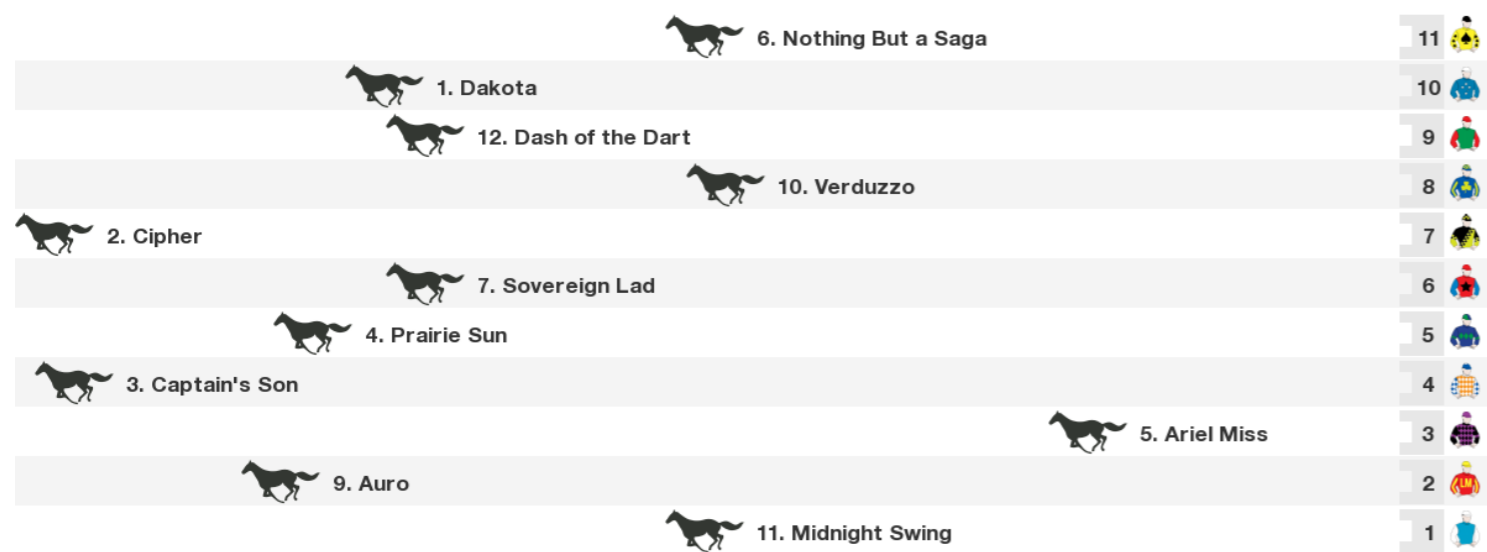 6. Nothing But a Saga 11
1. Dakota 10
12. Dash of the Dart 9
10. Verduzzo 8
2. Cipher 7
7. Sovereign Lad 6
4. Prairie Sun 5
3. Captain's Son 4
5. Ariel Miss 3
9. Auro 2 LM
11. Midnight Swing 1